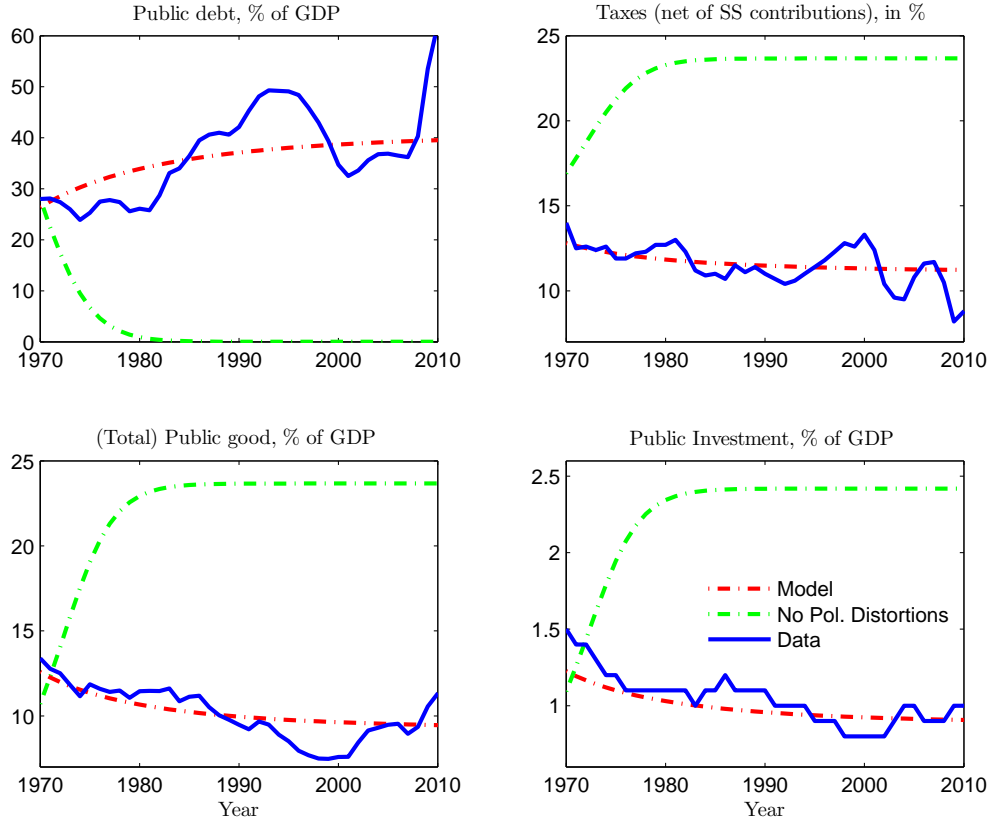 Public debt, % of GDP
60
50
40
30
20
10
0
1970 1980 1990 2000 2010
Taxes (net of SS contributions), in %
25
20
15
10
1970 1980 1990 2000 2010
(Total) Public good, % of GDP
25
20
15
10
1970 1980 1990 2000 2010
Year
Public Investment, % of GDP
2.5
2
1.5
1
Model
No Pol. Distortions
Data
1970 1980 1990 2000 2010
Year